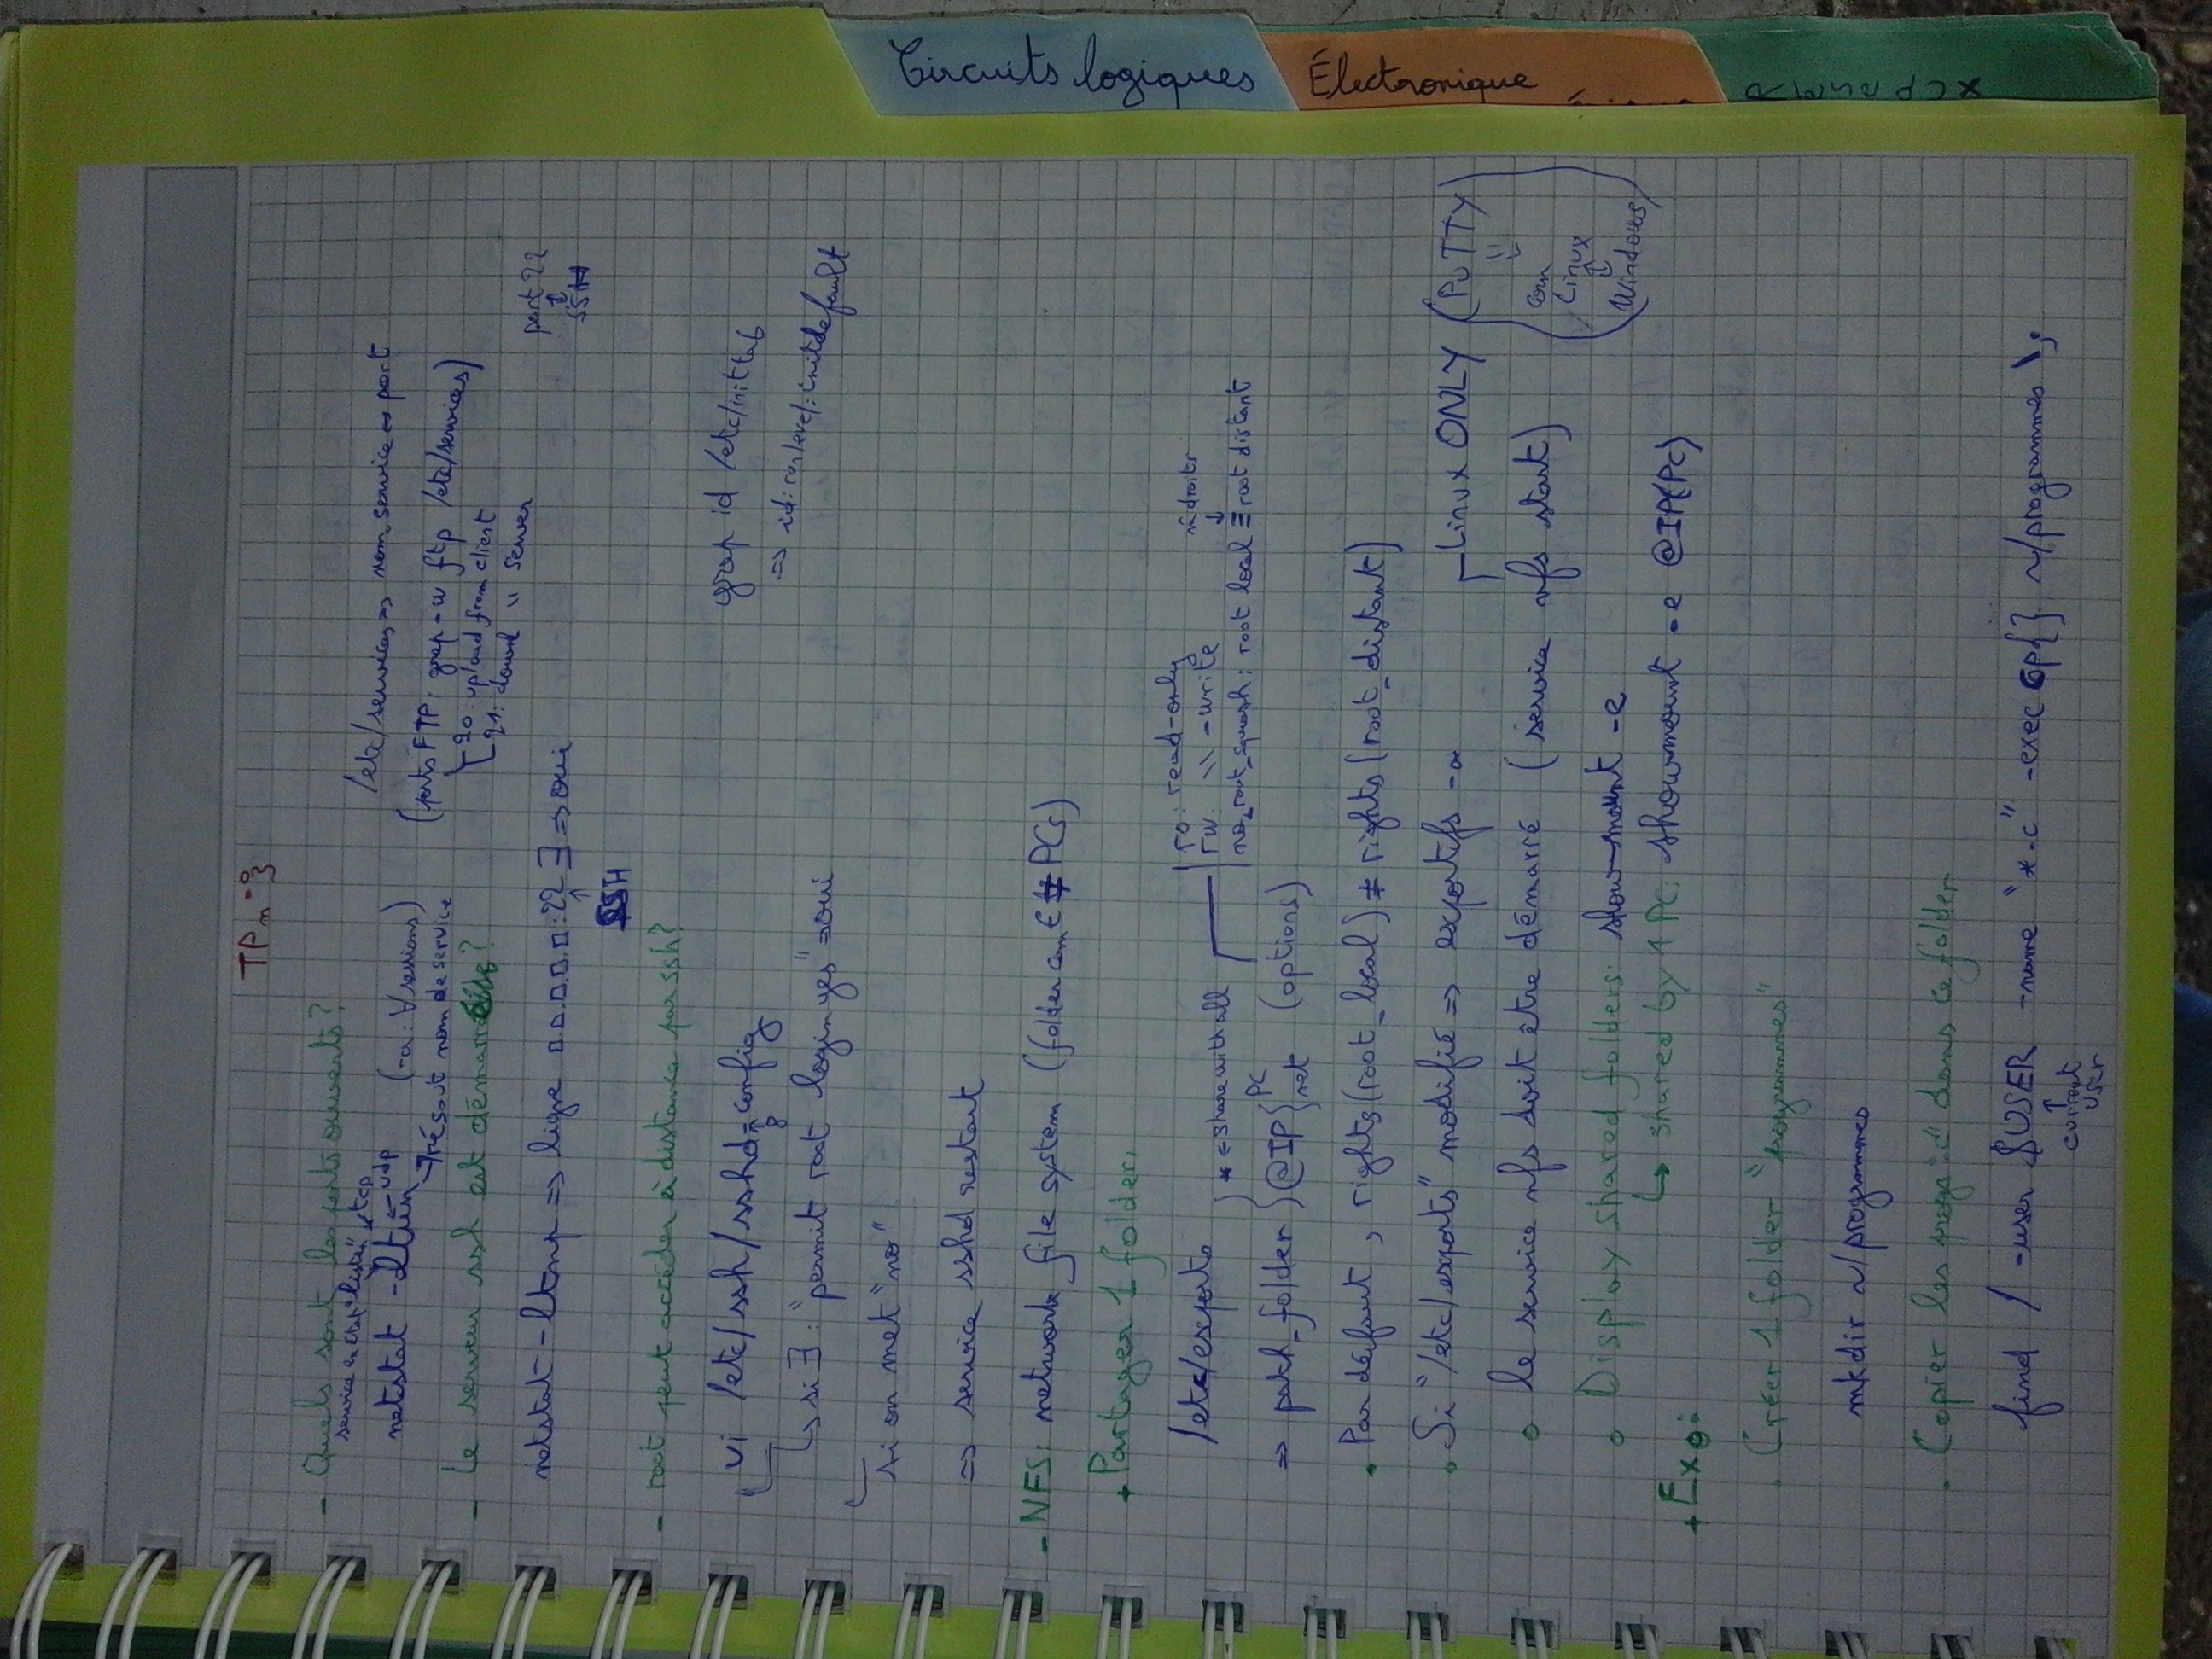 TP n°3
- Quels sont les ports ouverts?
service en état "listen" tcp
netstat -ltun udp (-a: ∀ sessions)
résout nom de service
/etc/services => nom service ↔ port
(ports FTP: grep -w ftp /etc/services)
20: upload from client
21: downl \\ server
- Le serveur ssh est démarré?
netstat -ltnp => ligne □.□.□.□.□:22 ∃ => oui
SSH
port 22
↕
SSH
- root peut accéder à distance par ssh?
vi /etc/ssh/sshd_config
8
↳ si ∃: "permit root login yes" => oui
grep id /etc/inittab
=> id: runlevel: initdefault
si on met "no"
=> service sshd restart
- NFS: network file system (folder com € ≠ PCs)
+ Partager 1 folder:
/etc/exports
* ← share with all
ro: read-only
rw: \\ -write
m̂ droits
no_root_squash: root local ≡ root distant
=> path_folder } @IP } PC net (options)
• Par défaut, rights(root_local) ≠ rights(root_distant)
• Si "/etc/exports" modifié => exportfs -a
Linux ONLY (PuTTY
=
com
Linux
↕
Windows)
o le service nfs doit être démarré (service nfs start)
o Display shared folders: showmount -e
↳ shared by 1 PC: showmount -e @IP(PC)
+ Exo:
• Créer 1 folder "programmes"
mkdir ~/programmes
• Copier les progs ".c" dans ce folder
find / -user $USER -name "*.c" -exec cp {} ~/programmes \;
↑
current
user
Circuits logiques
Électronique